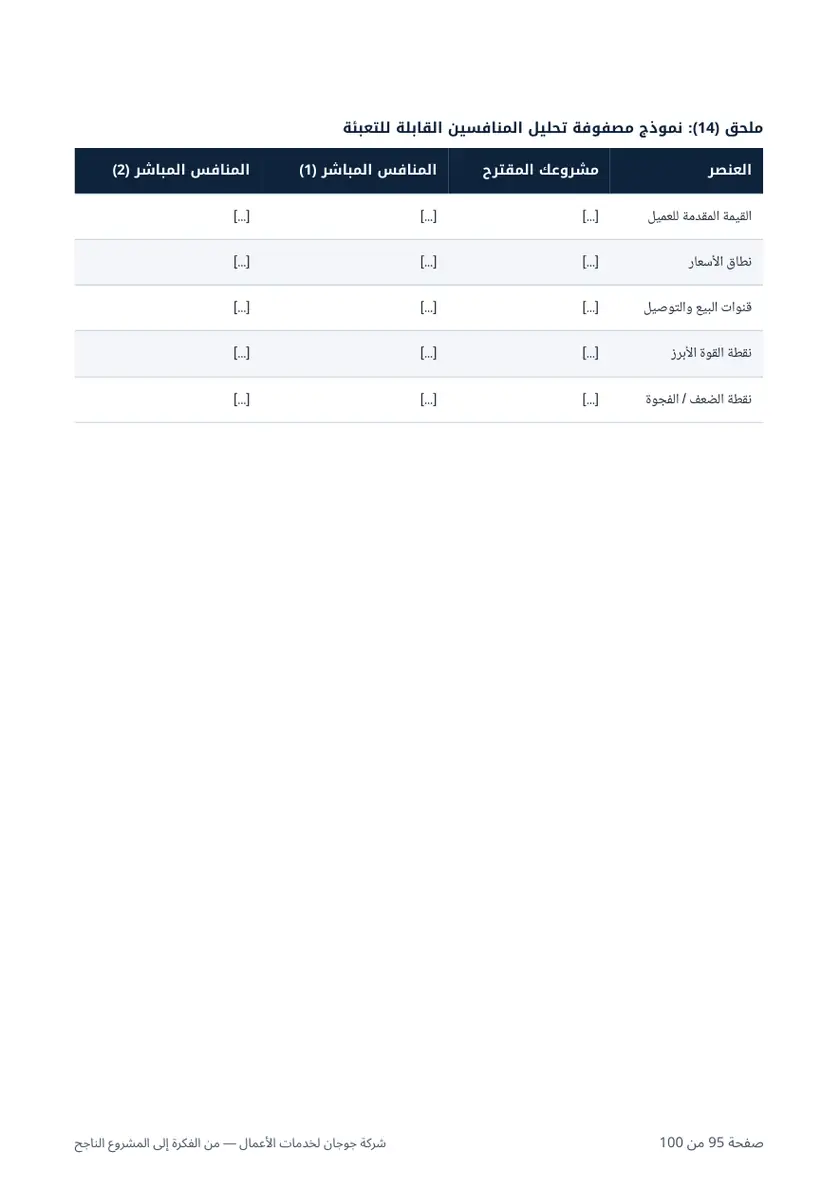 ملحق (14): نموذج مصفوفة تحليل المنافسين القابلة للتعبئة
العنصر مشروعك المقترح المنافس المباشر (1) المنافس المباشر (2)
القيمة المقدمة للعميل [...] [...] [...]
نطاق الأسعار [...] [...] [...]
قنوات البيع والتوصيل [...] [...] [...]
نقطة القوة الأبرز [...] [...] [...]
نقطة الضعف / الفجوة [...] [...] [...]
صفحة 95 من 100 شركة جوجان لخدمات الأعمال — من الفكرة إلى المشروع الناجح